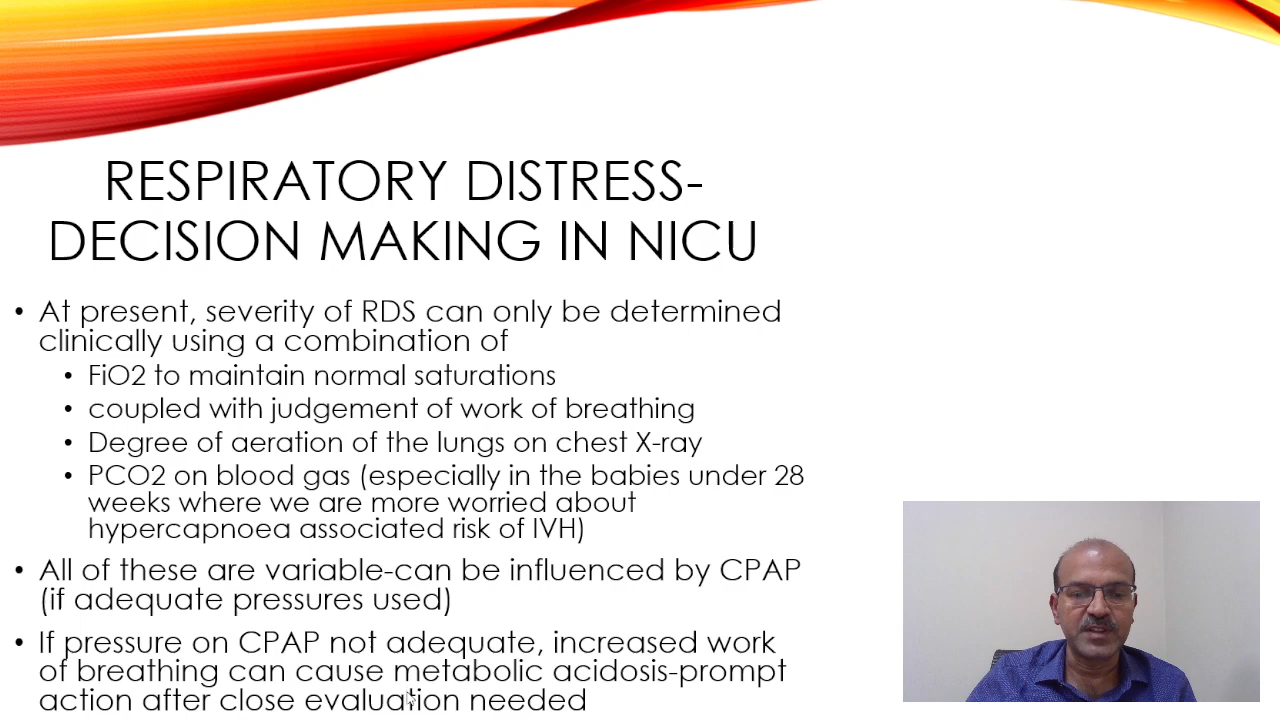 RESPIRATORY DISTRESS-
DECISION MAKING IN NICU
• At present, severity of RDS can only be determined
clinically using a combination of
• FiO2 to maintain normal saturations
• coupled with judgement of work of breathing
• Degree of aeration of the lungs on chest X-ray
• PCO2 on blood gas (especially in the babies under 28
weeks where we are more worried about
hypercapnoea associated risk of IVH)
• All of these are variable-can be influenced by CPAP
(if adequate pressures used)
• If pressure on CPAP not adequate, increased work
of breathing can cause metabolic acidosis-prompt
action after close evaluation needed